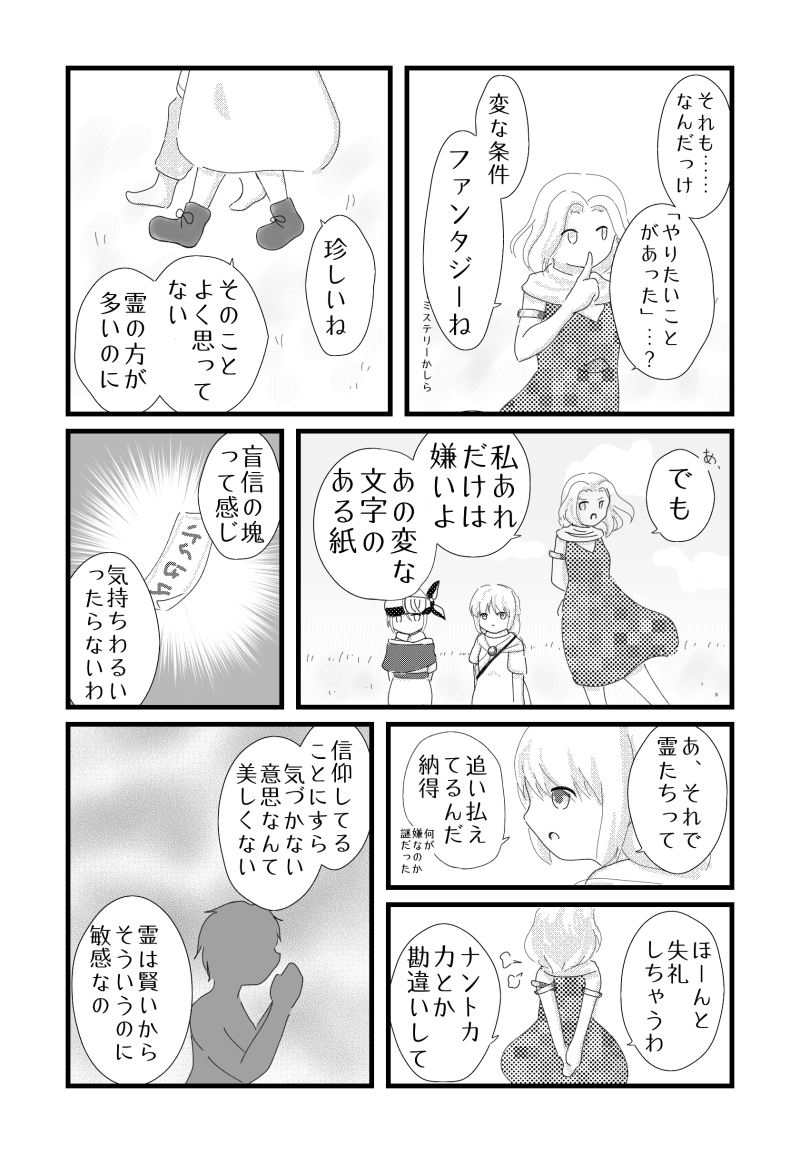 それも……
なんだっけ
「やりたいこと
があった」…?
変な条件
ファンタジーね
ミステリーかしら
珍しいね
そのこと
よく思って
ない
霊の方が
多いのに
あ、
でも
私あれ
だけは
嫌いよ
あの変な
文字の
ある紙
盲信の塊
って感じ
気持ちわるい
ったらないわ
あ、それで
霊たちって
追い払え
てるんだ
納得
何が
嫌なのか
謎だった
ほーんと
失礼
しちゃうわ
ナントカ
力とか
勘違いして
信仰してる
ことにすら
気づかない
意思なんて
美しくない
霊は賢いから
そういうのに
敏感なの